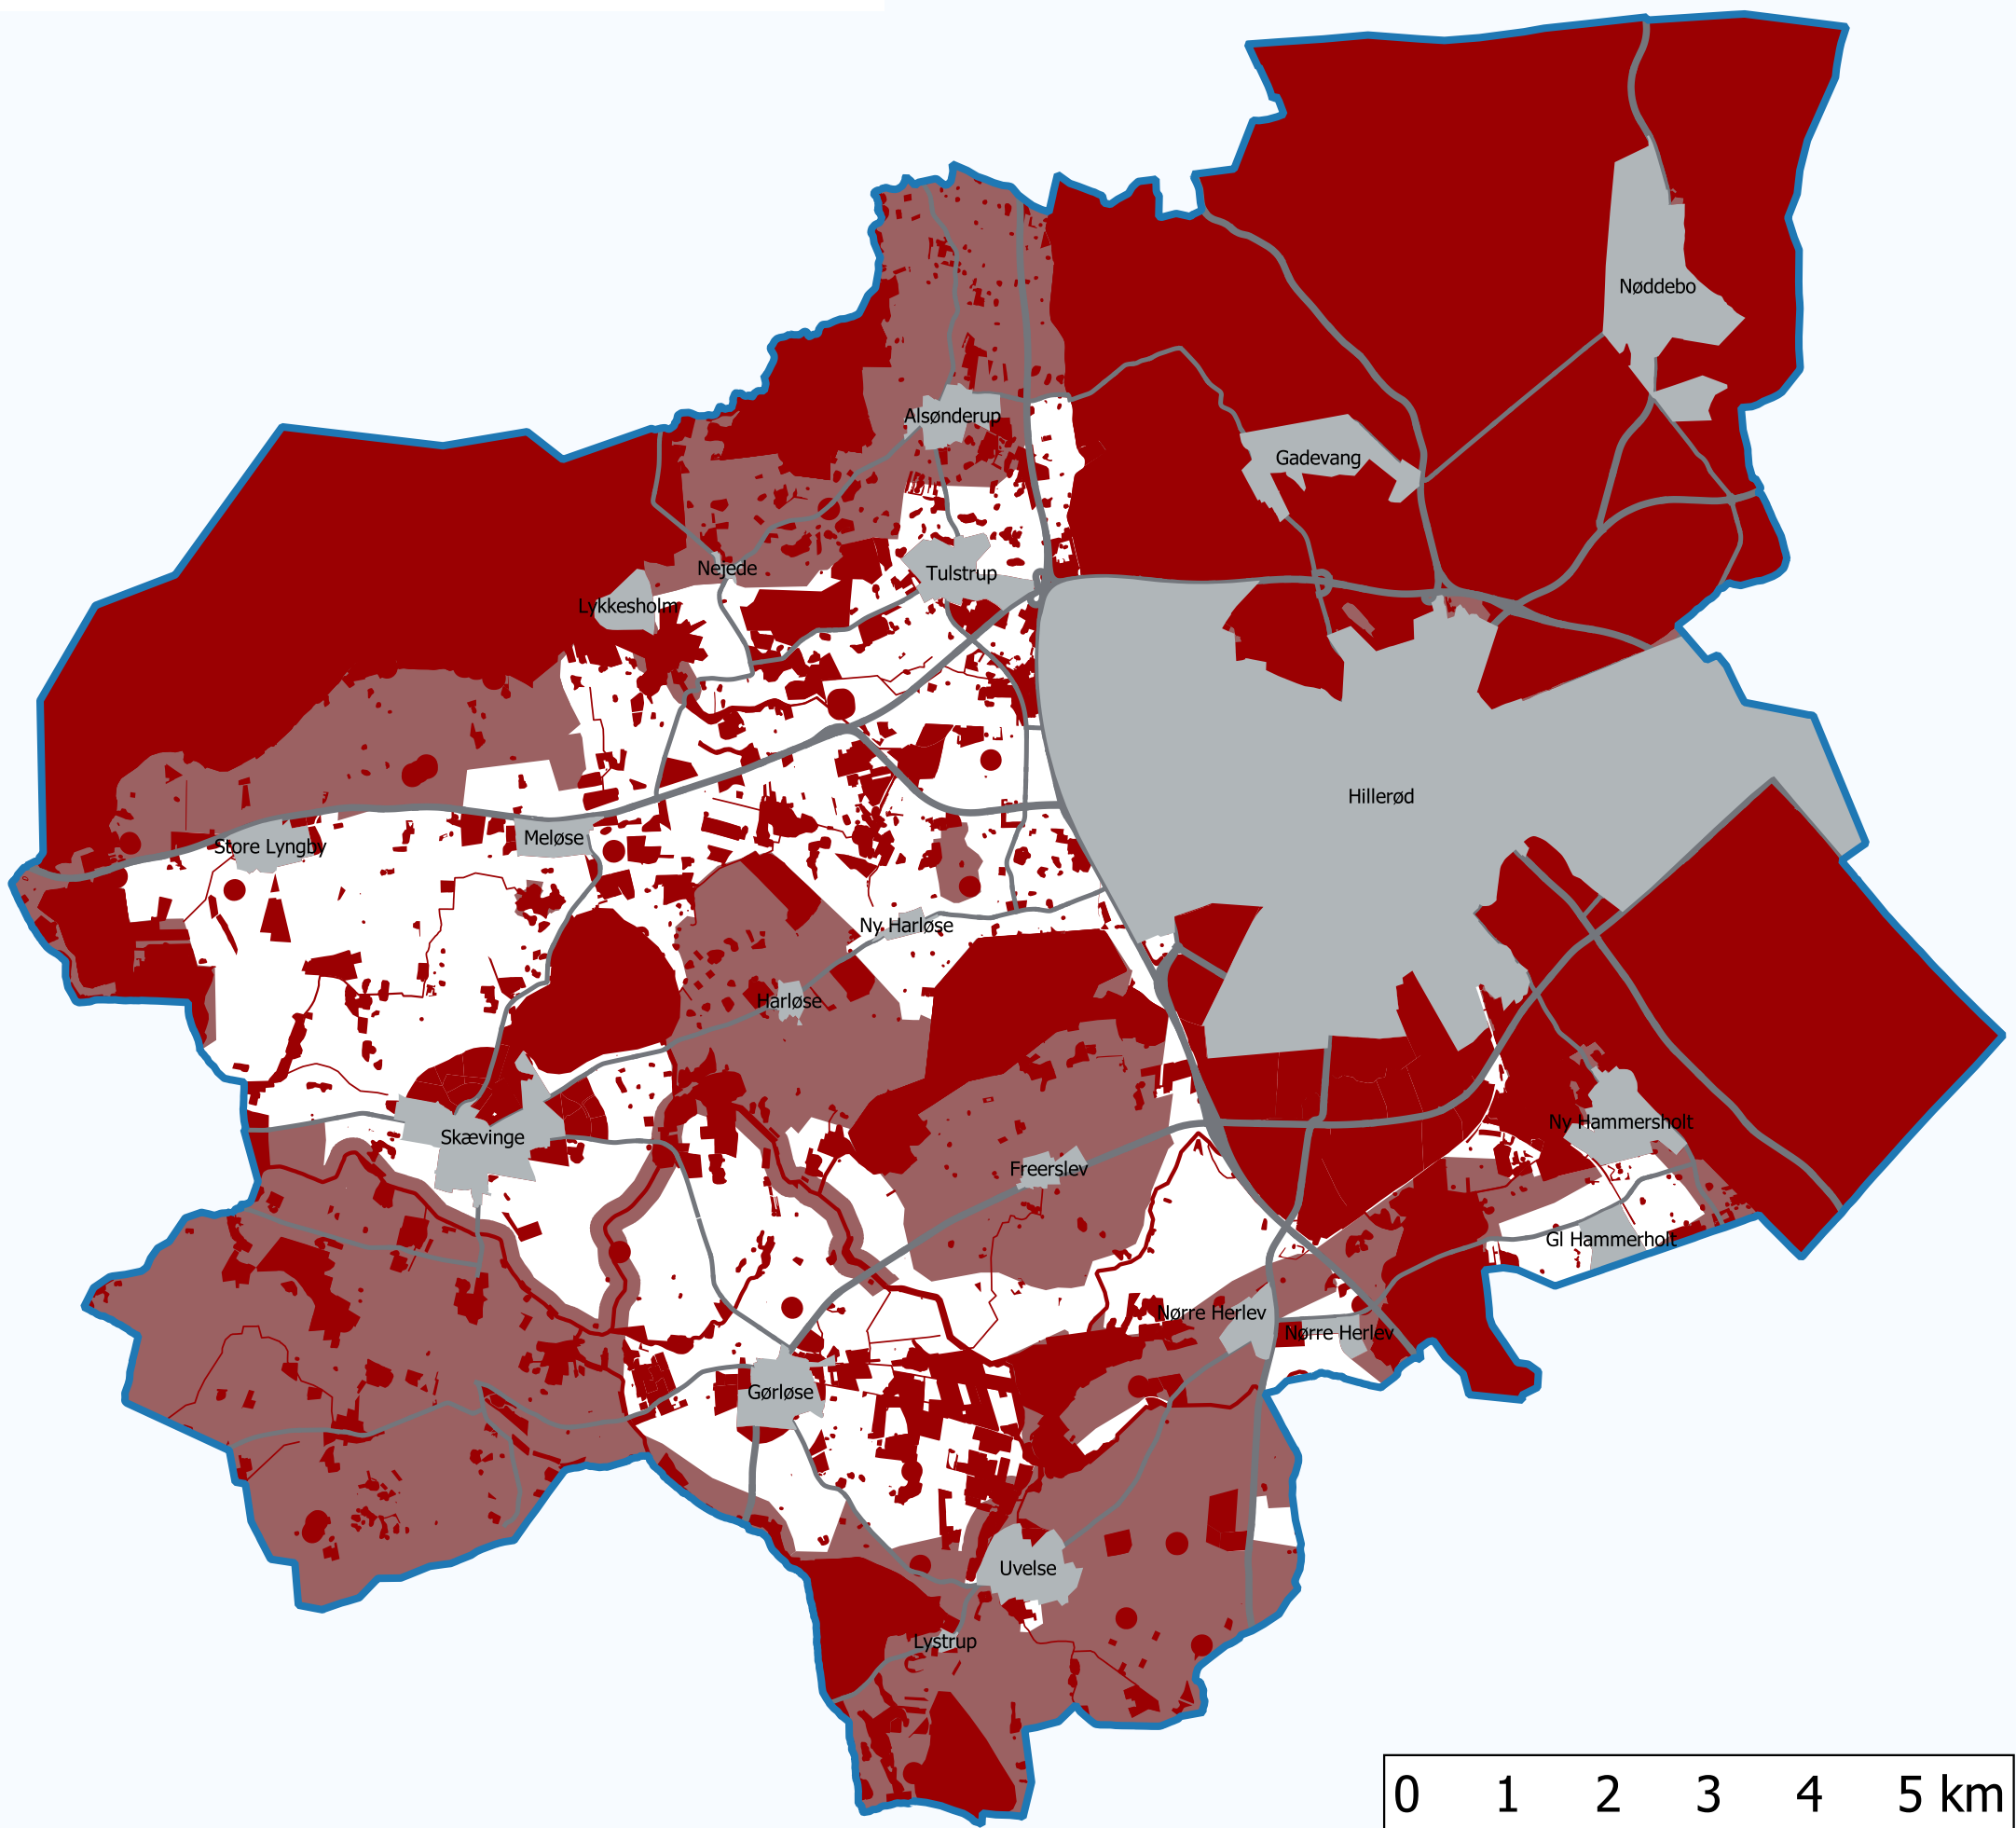 Nøddebo
Alsønderup
Gadevang
Nejede
Tulstrup
Lykkesholm
Hillerød
Meløse
Store Lyngby
Ny Harløse
Harløse
Ny Hammersholt
Skævinge
Freerslev
Gl Hammerholt
Nørre Herlev
Nørre Herlev
Gørløse
Uvelse
Lystrup
0 1 2 3 4 5 km